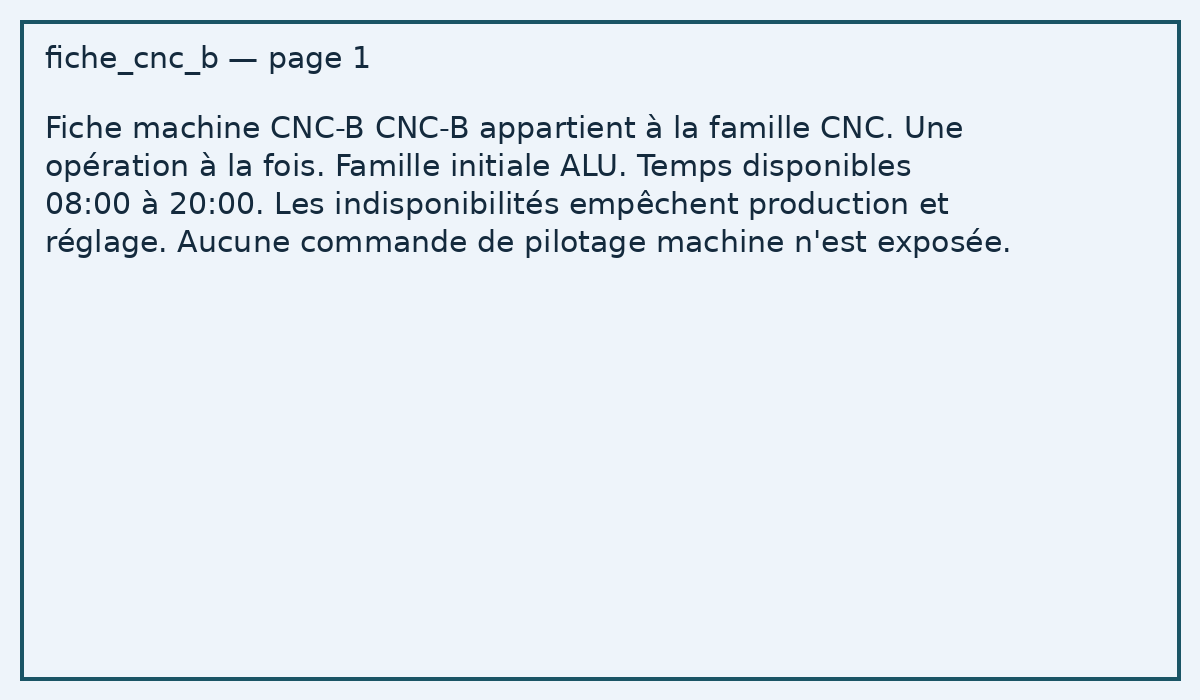 fiche_cnc_b — page 1
Fiche machine CNC-B CNC-B appartient à la famille CNC. Une
opération à la fois. Famille initiale ALU. Temps disponibles
08:00 à 20:00. Les indisponibilités empêchent production et
réglage. Aucune commande de pilotage machine n'est exposée.